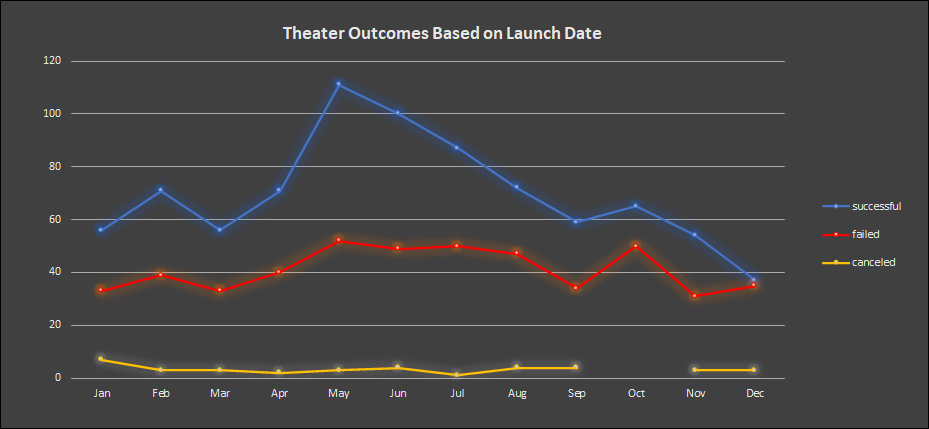 Theater Outcomes Based on Launch Date
120
100
80
60
40
20
0
Jan Feb Mar Apr May Jun Jul Aug Sep Oct Nov Dec
successful
failed
canceled